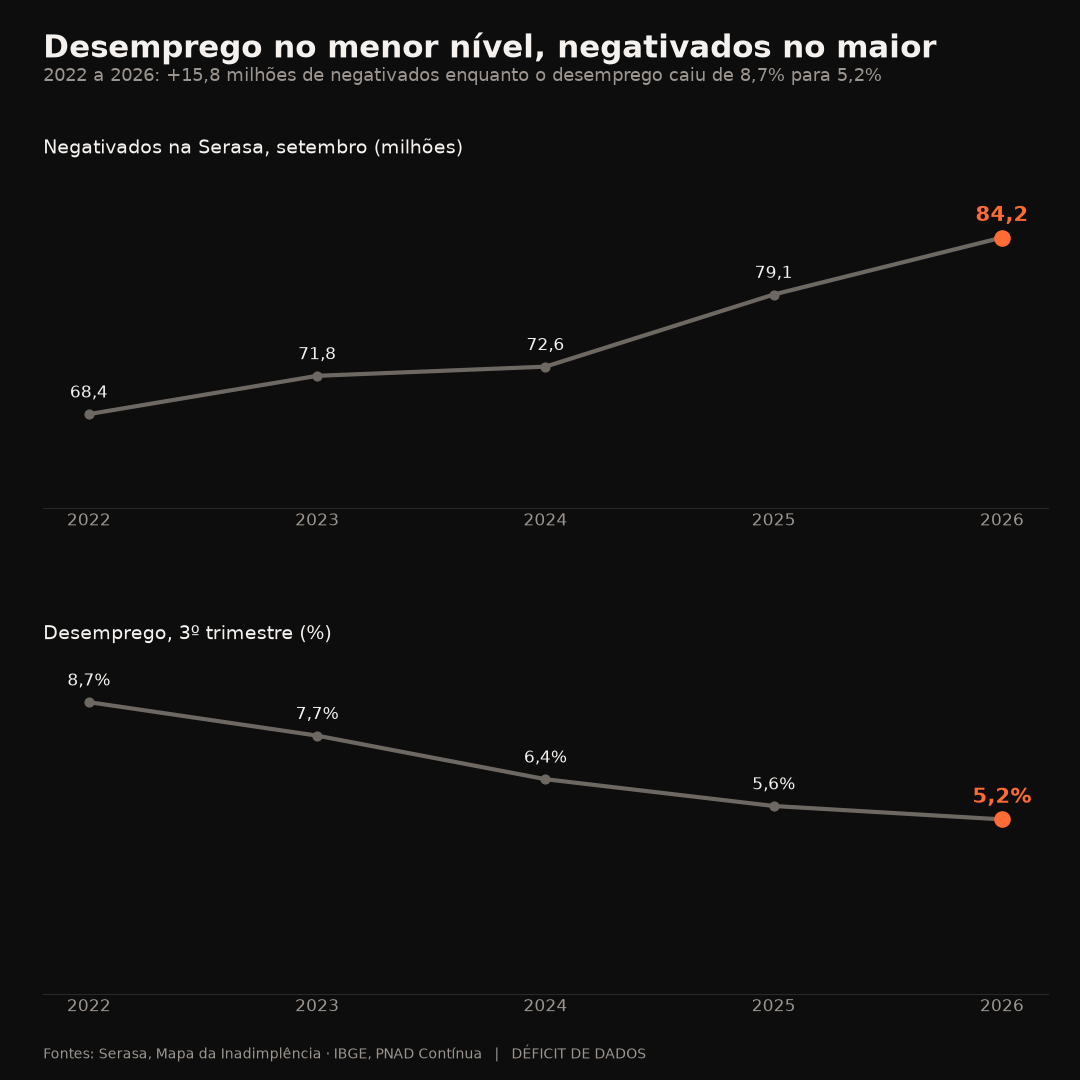 Desemprego no menor nível, negativados no maior
2022 a 2026: +15,8 milhões de negativados enquanto o desemprego caiu de 8,7% para 5,2%
Negativados na Serasa, setembro (milhões)
68,4
71,8
72,6
79,1
84,2
2022 2023 2024 2025 2026
Desemprego, 3º trimestre (%)
8,7%
7,7%
6,4%
5,6%
5,2%
2022 2023 2024 2025 2026
Fontes: Serasa, Mapa da Inadimplência · IBGE, PNAD Contínua | DÉFICIT DE DADOS